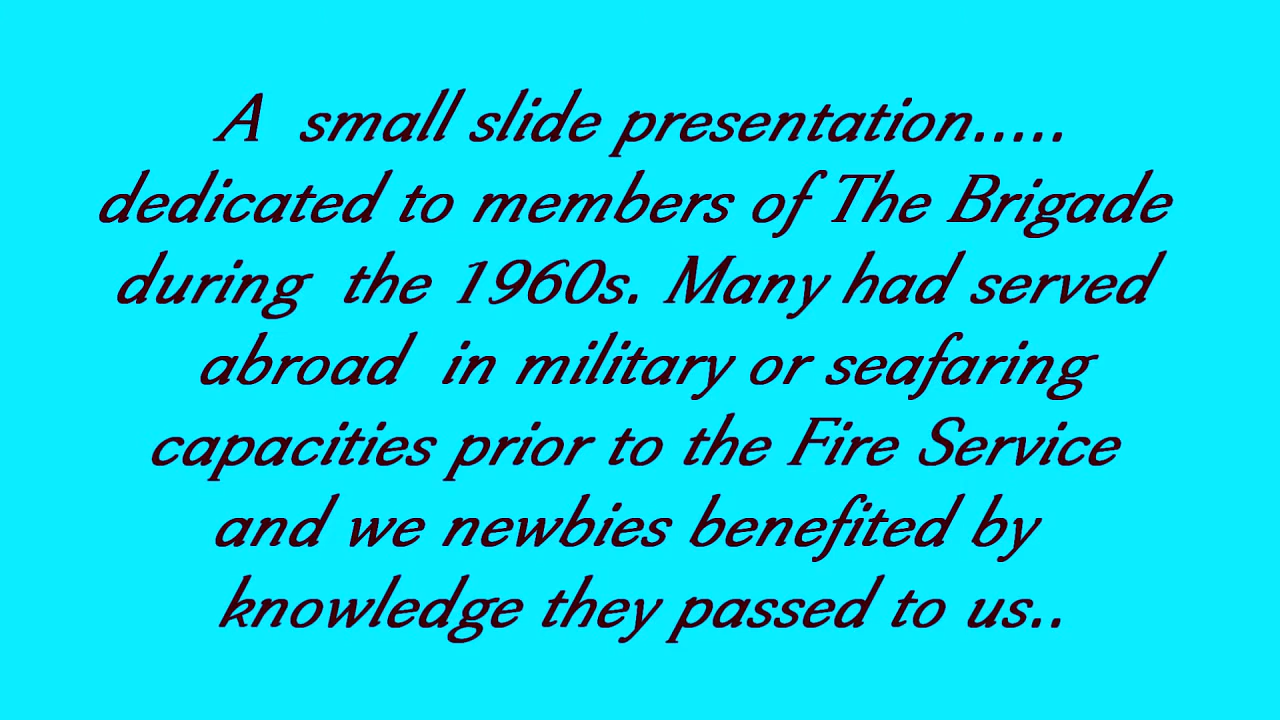 A small slide presentation.....
dedicated to members of The Brigade
during the 1960s. Many had served
abroad in military or seafaring
capacities prior to the Fire Service
and we newbies benefited by
knowledge they passed to us..